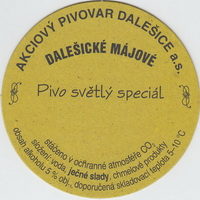 AKCIOVÝ PIVOVAR DALEŠICE a.s.
DALEŠICKÉ MÁJOVÉ
Pivo světlý speciál
stáčeno v ochranné atmosféře CO₂
složení: voda, ječné slady, chmelové produkty
obsah alkoholu 5 % obj., doporučená skladovací teplota 5-10°C